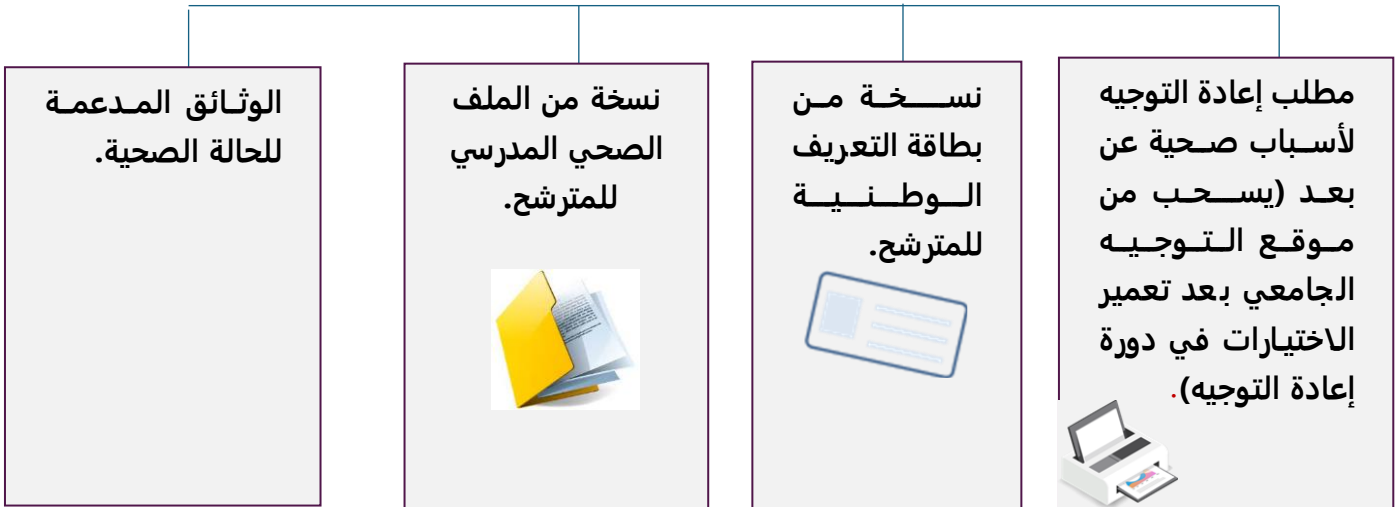 مطلب إعادة التوجيه
لأسباب صحية عن
بعد (يسحب من
موقع التوجيه
الجامعي بعد تعمير
الاختيارات في دورة
إعادة التوجيه).
نسخة من
بطاقة التعريف
الوطنية
للمترشح.
نسخة من الملف
الصحي المدرسي
للمترشح.
الوثائق المدعمة
للحالة الصحية.